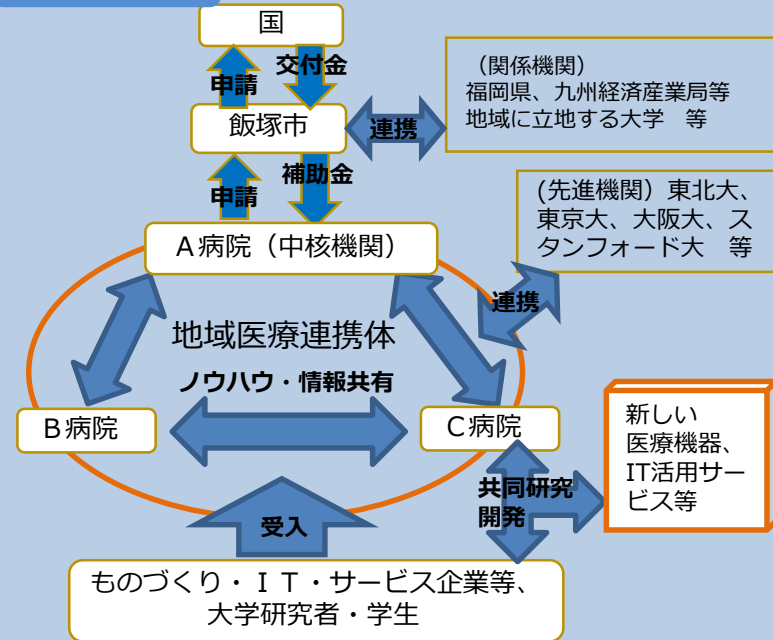 国
申請
交付金
飯塚市
連携
（関係機関）
福岡県、九州経済産業局等
地域に立地する大学　等
申請
補助金
(先進機関）東北大、
東京大、大阪大、ス
タンフォード大　等
Ａ病院（中核機関）
連携
地域医療連携体
ノウハウ・情報共有
Ｂ病院
Ｃ病院
新しい
医療機器、
IT活用サー
ビス等
共同研究
開発
受入
ものづくり・ＩＴ・サービス企業等、
大学研究者・学生